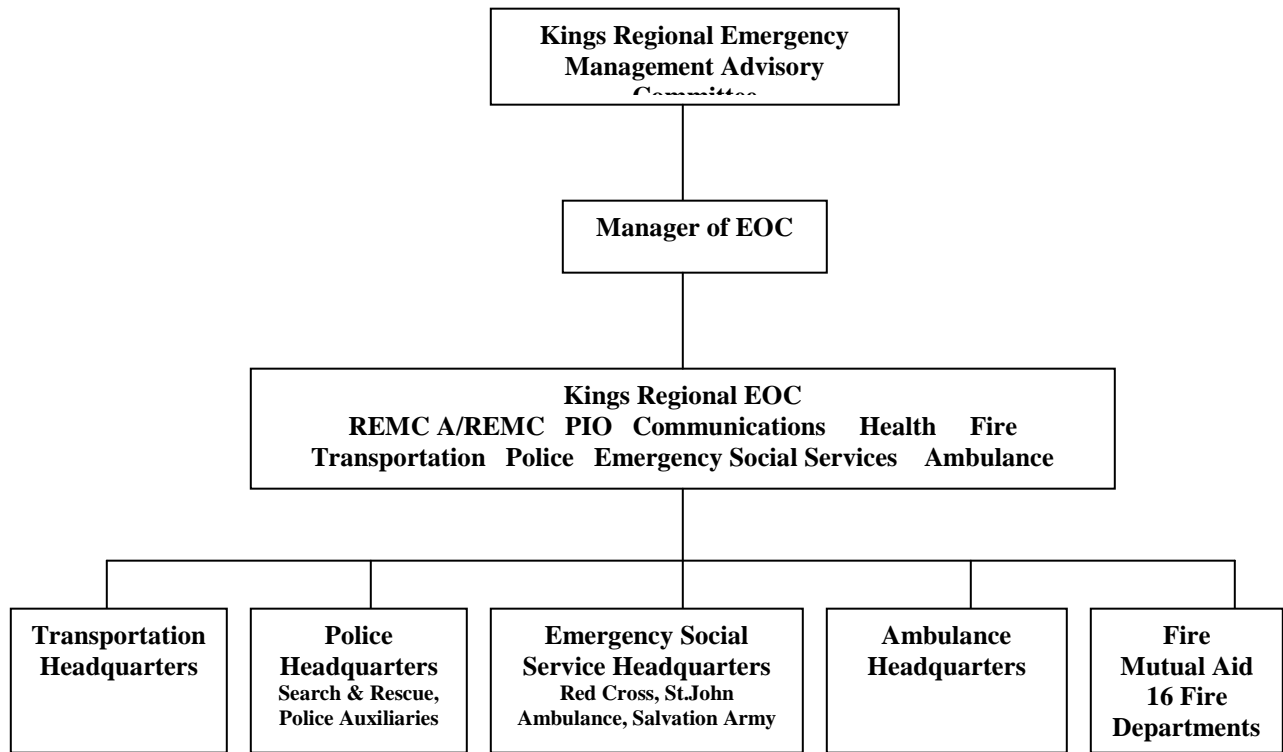 Kings Regional Emergency
Management Advisory
Committee
Manager of EOC
Kings Regional EOC
REMC A/REMC PIO Communications Health Fire
Transportation Police Emergency Social Services Ambulance
Transportation
Headquarters
Police
Headquarters
Search & Rescue,
Police Auxiliaries
Emergency Social
Service Headquarters
Red Cross, St.John
Ambulance, Salvation Army
Ambulance
Headquarters
Fire
Mutual Aid
16 Fire
Departments